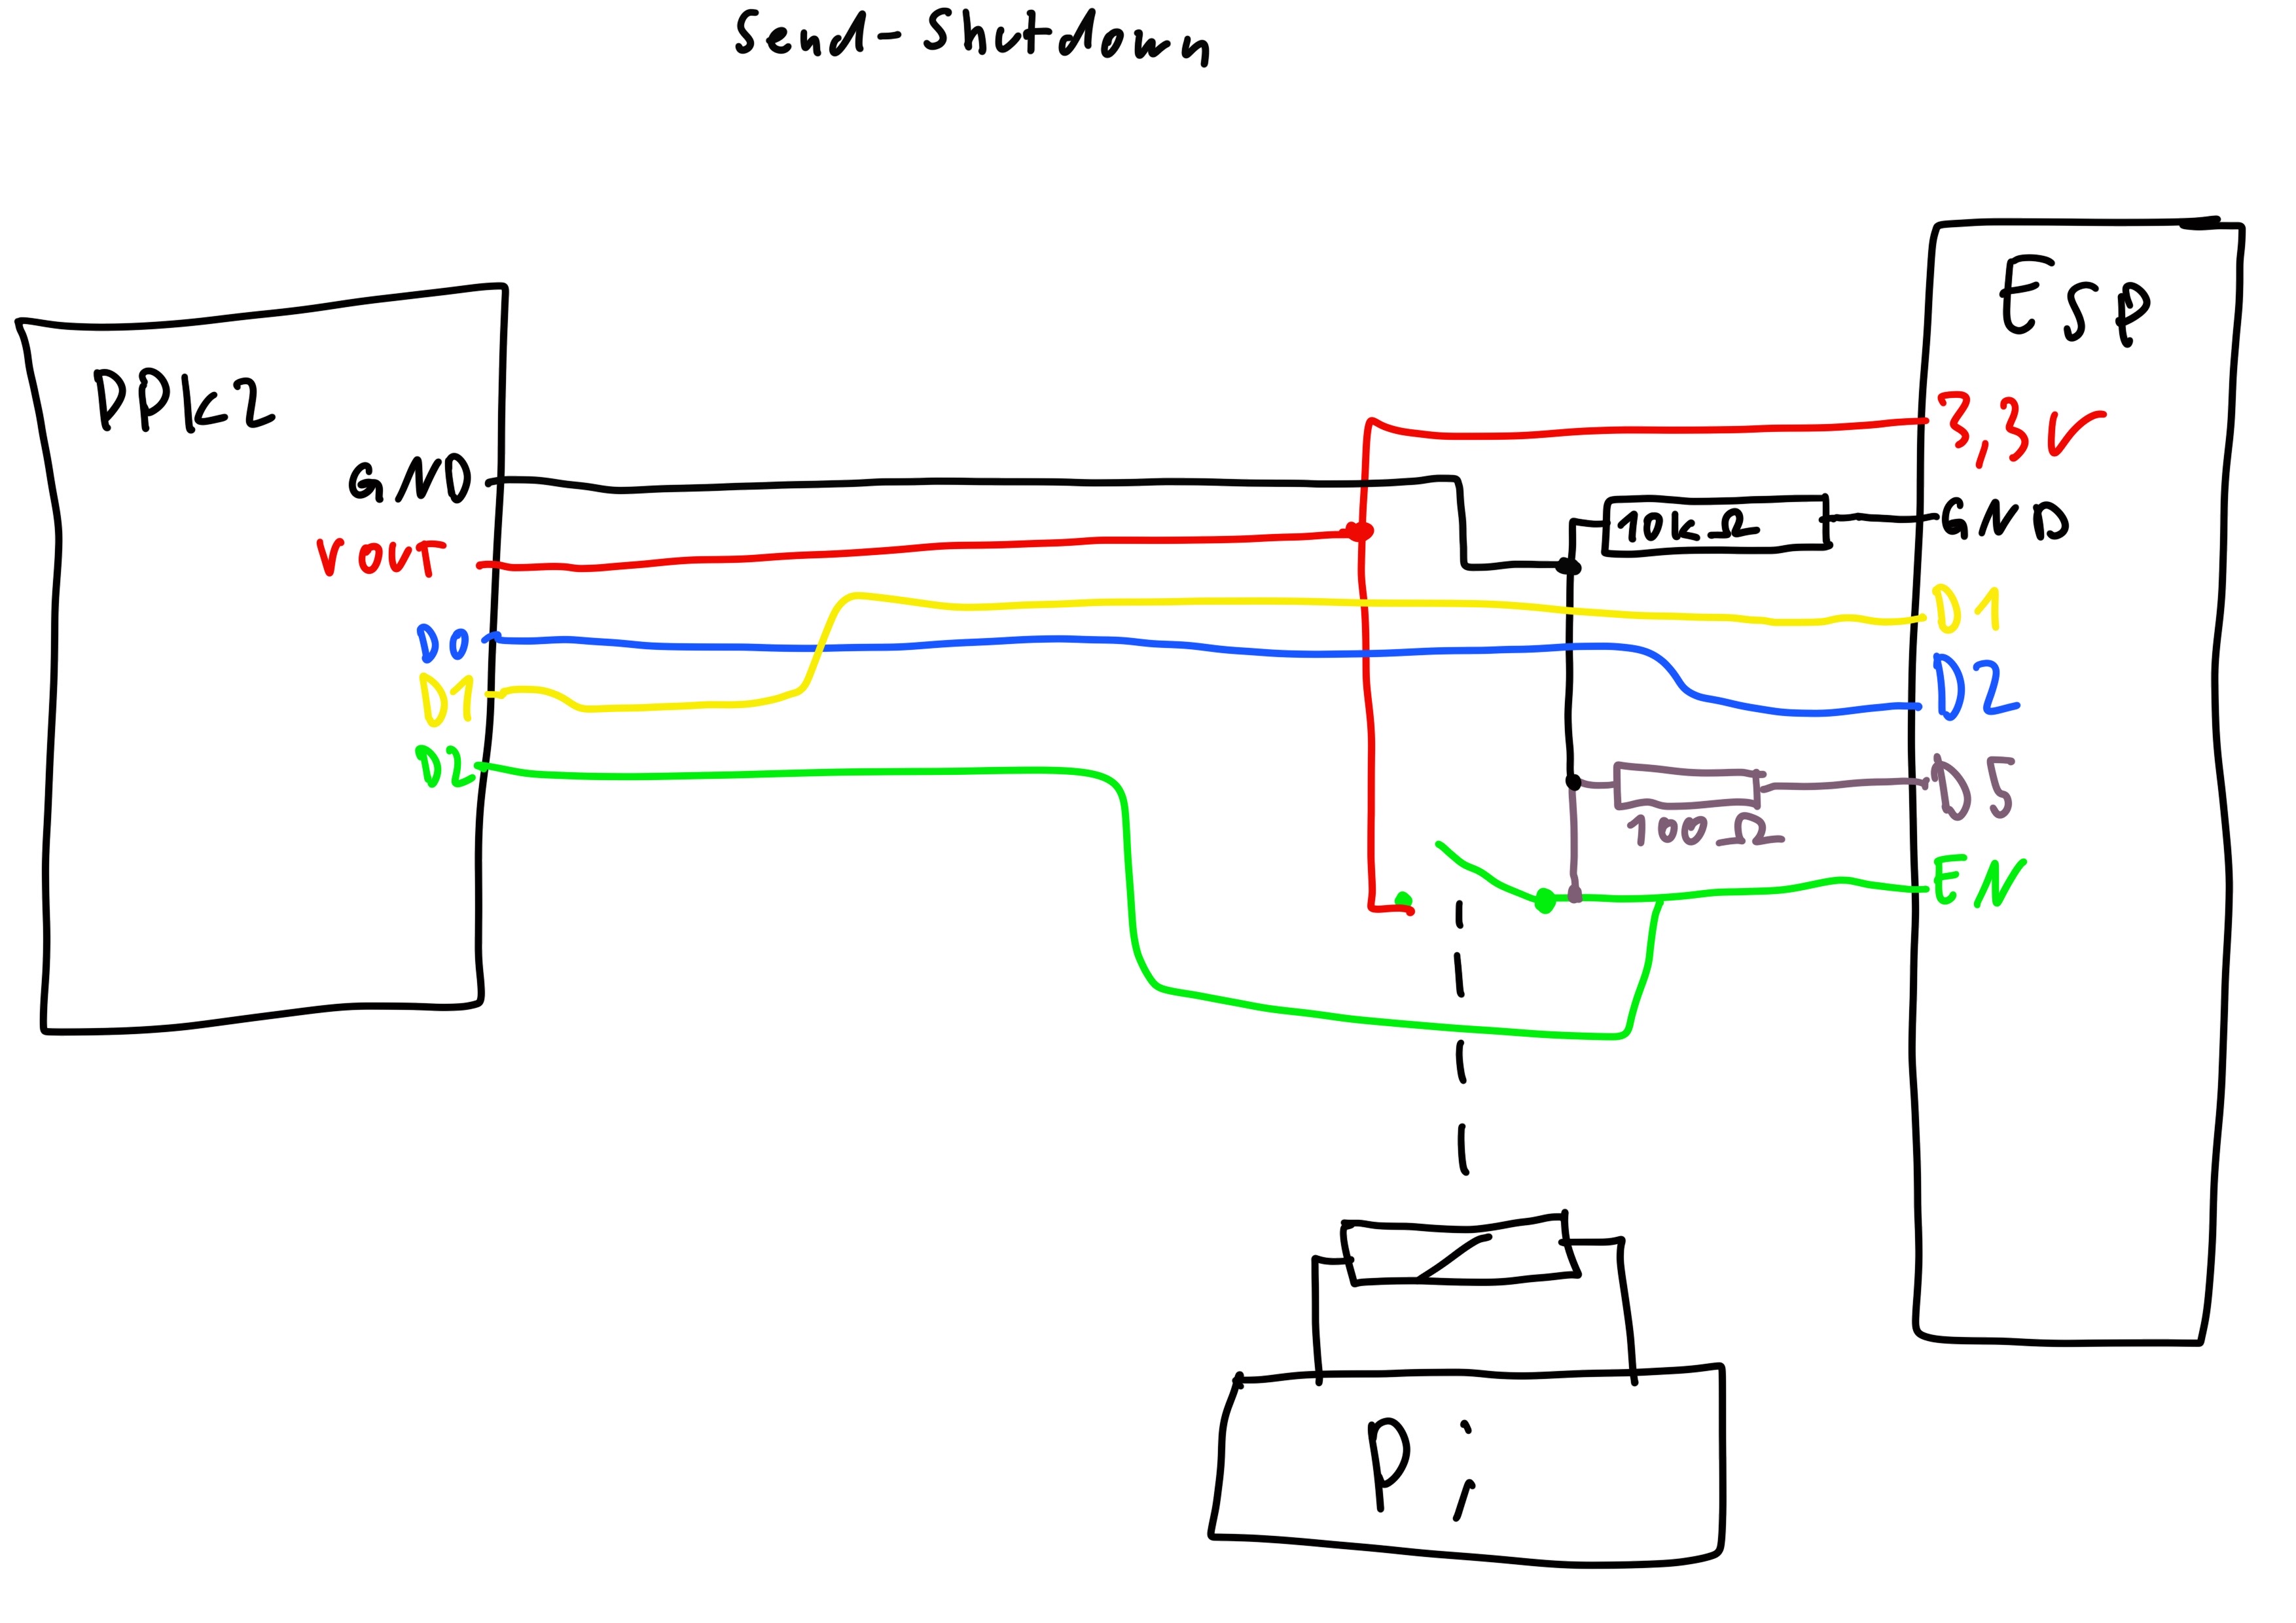 Send-Shutdown
ESP
PPK2
3,3V
GND
GND
10kΩ
VOUT
D1
D0
D2
D1
D2
D5
100Ω
EN
Pi